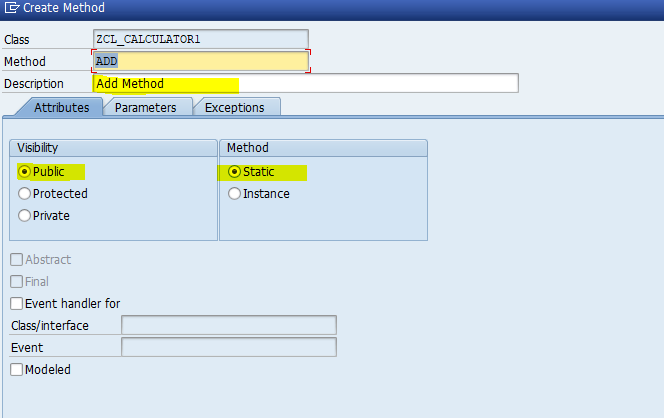 Create Method
Class ZCL_CALCULATOR1
Method ADD
Description Add Method
Attributes Parameters Exceptions
Visibility Method
Public Static
Protected Instance
Private
Abstract
Final
Event handler for
Class/interface
Event
Modeled